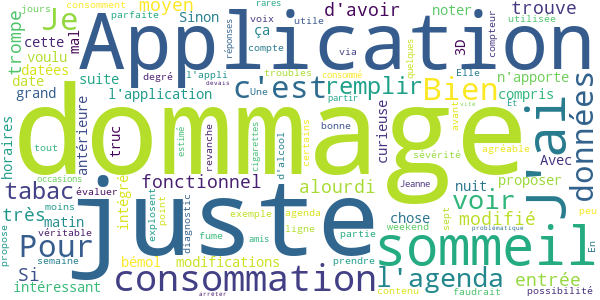 jours consomment moyen rares
parfaite Sinon d'avoir trouve
trompe cette Je mal Application voix ça noter utilisée
voulu compte utile 3D compteur
datées degré l'appli réponses via quelques Elle
date suite devais c'est troubles consommé n'apporte
grand l'application Une remplir partir Bien compris Et
horaires tout antérieure truc dommage estimé revanche cigarettes bonne d'alcool certains curieuse avant vite agréable J'ai données
occasions sévérité Avec
tabac évaluer fonctionnel Jeanne proposer peu
moins intégré juste alourdi voir nuit.
très point exemple agenda sept modifié chose
véritable matin explosent diagnostic ligne weekend
propose Pour bémol modifications partie sommeil En
semaine fume amis problématique
Si intéressant consommation prendre l'agenda entrée
arrêter contenu faudrait possibilité